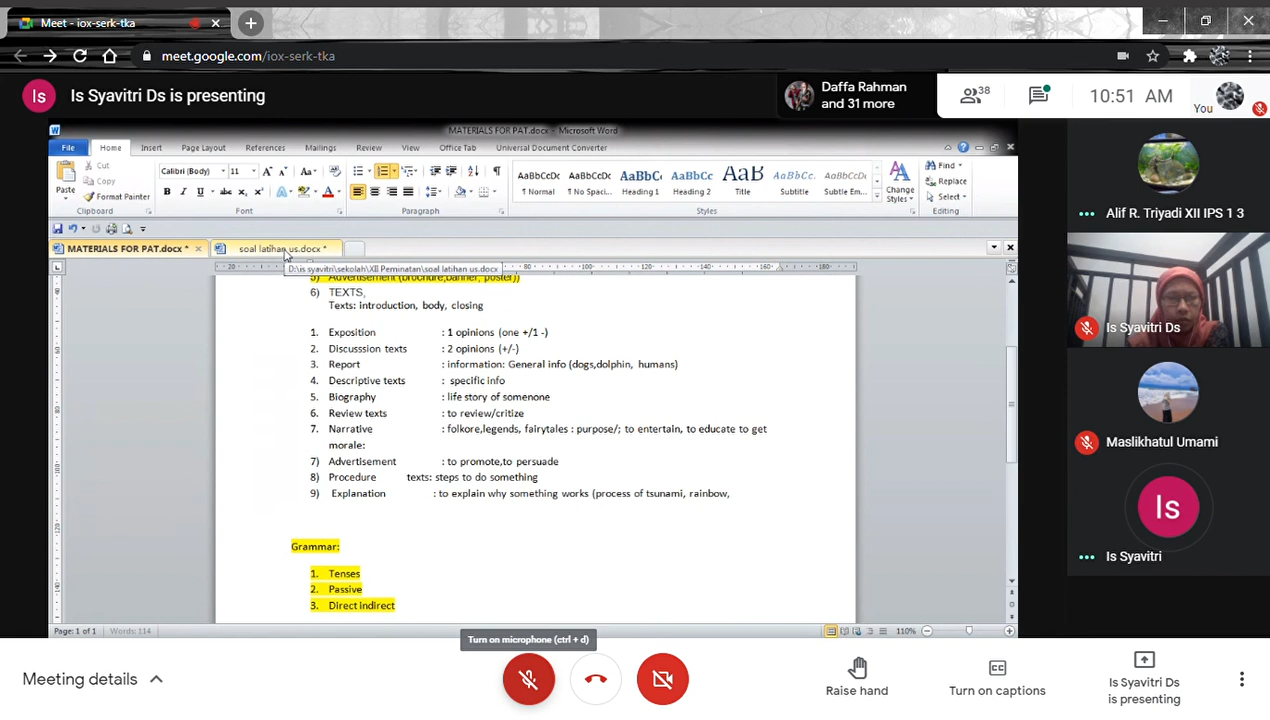 Meet - iox-serk-tka
meet.google.com/iox-serk-tka
Is
Is Syavitri Ds is presenting
Daffa Rahman
and 31 more
38
10:51 AM
You
MATERIALS FOR PAT.docx - Microsoft Word
File Home Insert Page Layout References Mailings Review View Office Tab Universal Document Converter
Paste
Cut
Copy
Format Painter
Clipboard
Calibri (Body) 11
Font
Paragraph
AaBbCcDc AaBbCcDc AaBbC AaBbCc AaB AaBbCc. AaBbCcDc
¶ Normal ¶ No Spaci... Heading 1 Heading 2 Title Subtitle Subtle Em...
Change
Styles
Styles
Find
Replace
Select
Editing
MATERIALS FOR PAT.docx *
soal latihan us.docx *
D:\is syavitri\sekolah\XII Peminatan\soal latihan us.docx
5) Advertisement (brochure,banner, poster))
6) TEXTS,
Texts: introduction, body, closing
1. Exposition : 1 opinions (one +/1 -)
2. Discusssion texts : 2 opinions (+/-)
3. Report : information: General info (dogs,dolphin, humans)
4. Descriptive texts : specific info
5. Biography : life story of somenone
6. Review texts : to review/critize
7. Narrative : folkore,legends, fairytales : purpose/; to entertain, to educate to get
morale:
7) Advertisement : to promote,to persuade
8) Procedure texts: steps to do something
9) Explanation : to explain why something works (process of tsunami, rainbow,
Grammar:
1. Tenses
2. Passive
3. Direct indirect
Page: 1 of 1 Words: 114
110%
Alif R. Triyadi XII IPS 1 3
Is Syavitri Ds
Maslikhatul Umami
Is
Is Syavitri
Turn on microphone (ctrl + d)
Meeting details
Raise hand
Turn on captions
Is Syavitri Ds
is presenting